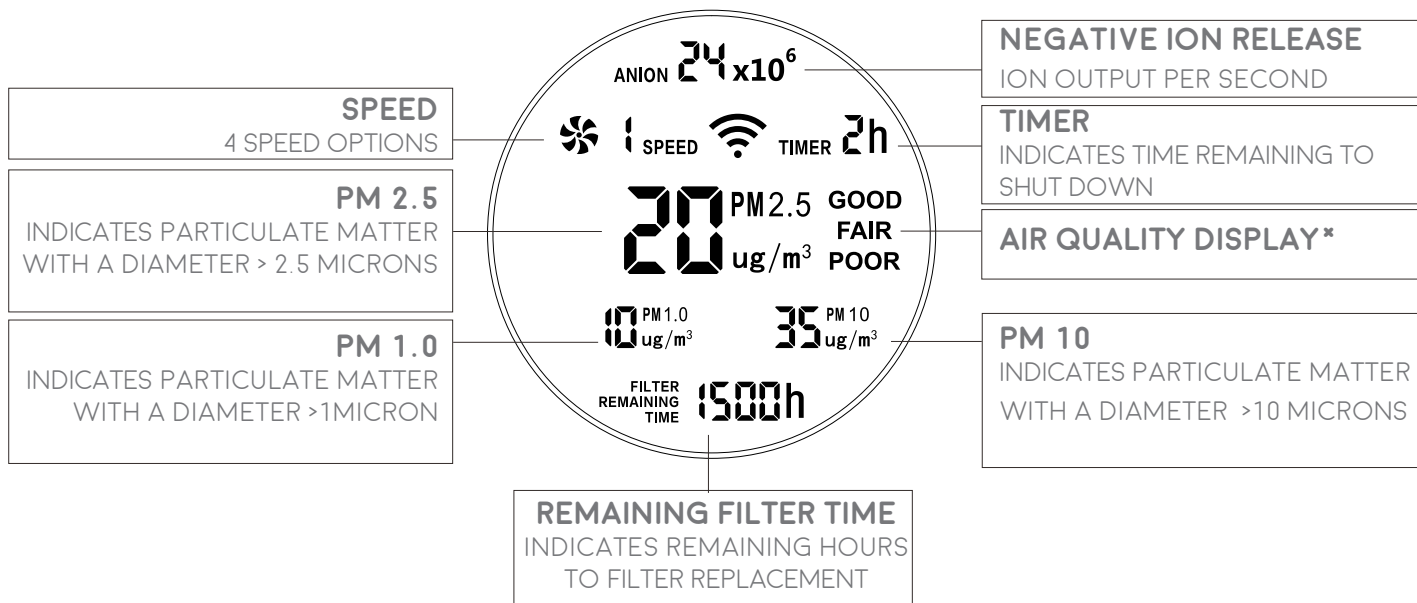 ANION 24 x10⁶
NEGATIVE ION RELEASE
ION OUTPUT PER SECOND
SPEED
4 SPEED OPTIONS
1 SPEED TIMER 2h
TIMER
INDICATES TIME REMAINING TO
SHUT DOWN
PM 2.5
INDICATES PARTICULATE MATTER
WITH A DIAMETER > 2.5 MICRONS
20 PM2.5
ug/m³
GOOD
FAIR
POOR
AIR QUALITY DISPLAY*
PM 1.0
INDICATES PARTICULATE MATTER
WITH A DIAMETER >1MICRON
10 PM1.0
ug/m³
35 PM10
ug/m³
PM 10
INDICATES PARTICULATE MATTER
WITH A DIAMETER >10 MICRONS
FILTER
REMAINING
TIME
1500h
REMAINING FILTER TIME
INDICATES REMAINING HOURS
TO FILTER REPLACEMENT